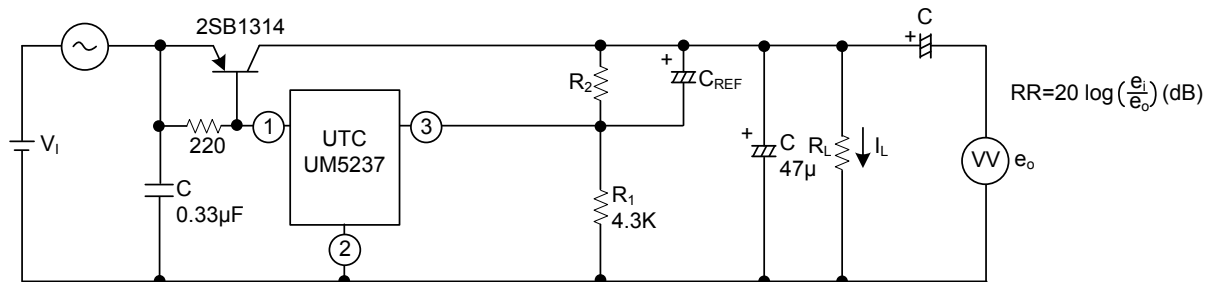 2SB1314
C
R2
+
CREF
RR=20 log(ei/eo)(dB)
+
1
UTC
UM5237
3
220
VI
+
C
47µ
RL
IL
VV
eo
C
0.33µF
R1
4.3K
2